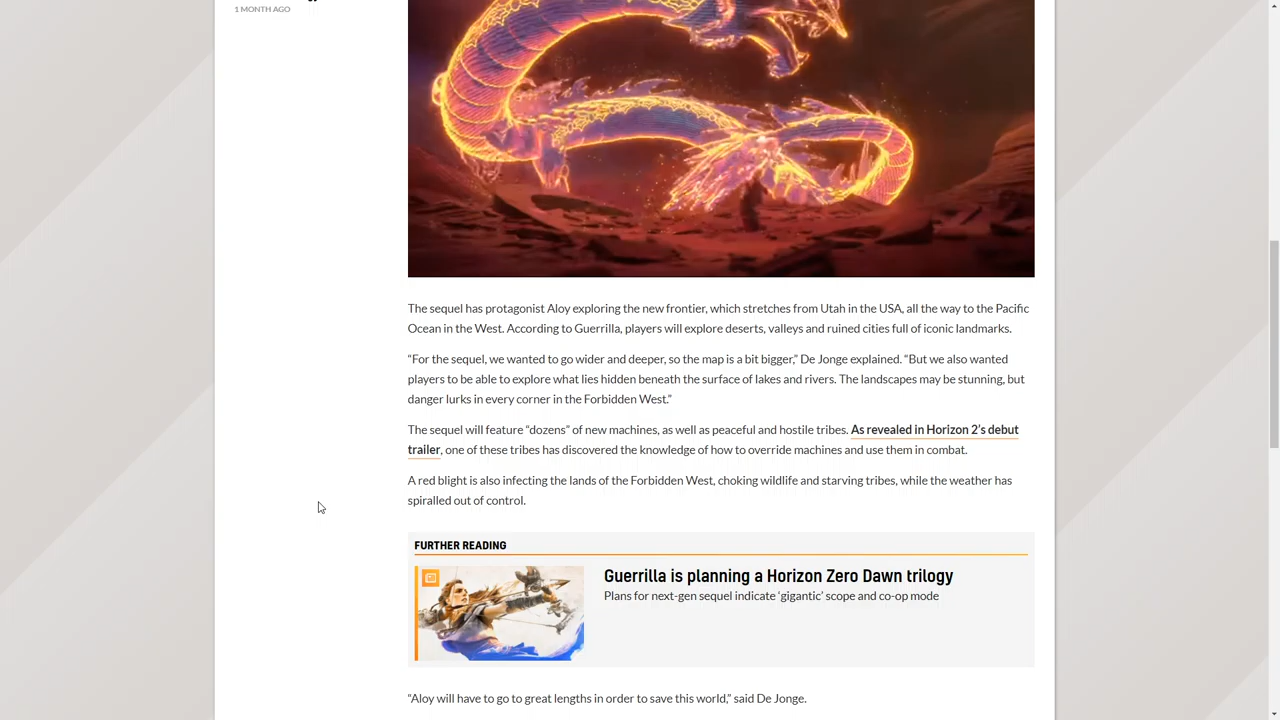 1 MONTH AGO
The sequel has protagonist Aloy exploring the new frontier, which stretches from Utah in the USA, all the way to the Pacific
Ocean in the West. According to Guerrilla, players will explore deserts, valleys and ruined cities full of iconic landmarks.
“For the sequel, we wanted to go wider and deeper, so the map is a bit bigger,” De Jonge explained. “But we also wanted
players to be able to explore what lies hidden beneath the surface of lakes and rivers. The landscapes may be stunning, but
danger lurks in every corner in the Forbidden West.”
The sequel will feature “dozens” of new machines, as well as peaceful and hostile tribes. As revealed in Horizon 2’s debut
trailer, one of these tribes has discovered the knowledge of how to override machines and use them in combat.
A red blight is also infecting the lands of the Forbidden West, choking wildlife and starving tribes, while the weather has
spiralled out of control.
FURTHER READING
Guerrilla is planning a Horizon Zero Dawn trilogy
Plans for next-gen sequel indicate ‘gigantic’ scope and co-op mode
“Aloy will have to go to great lengths in order to save this world,” said De Jonge.